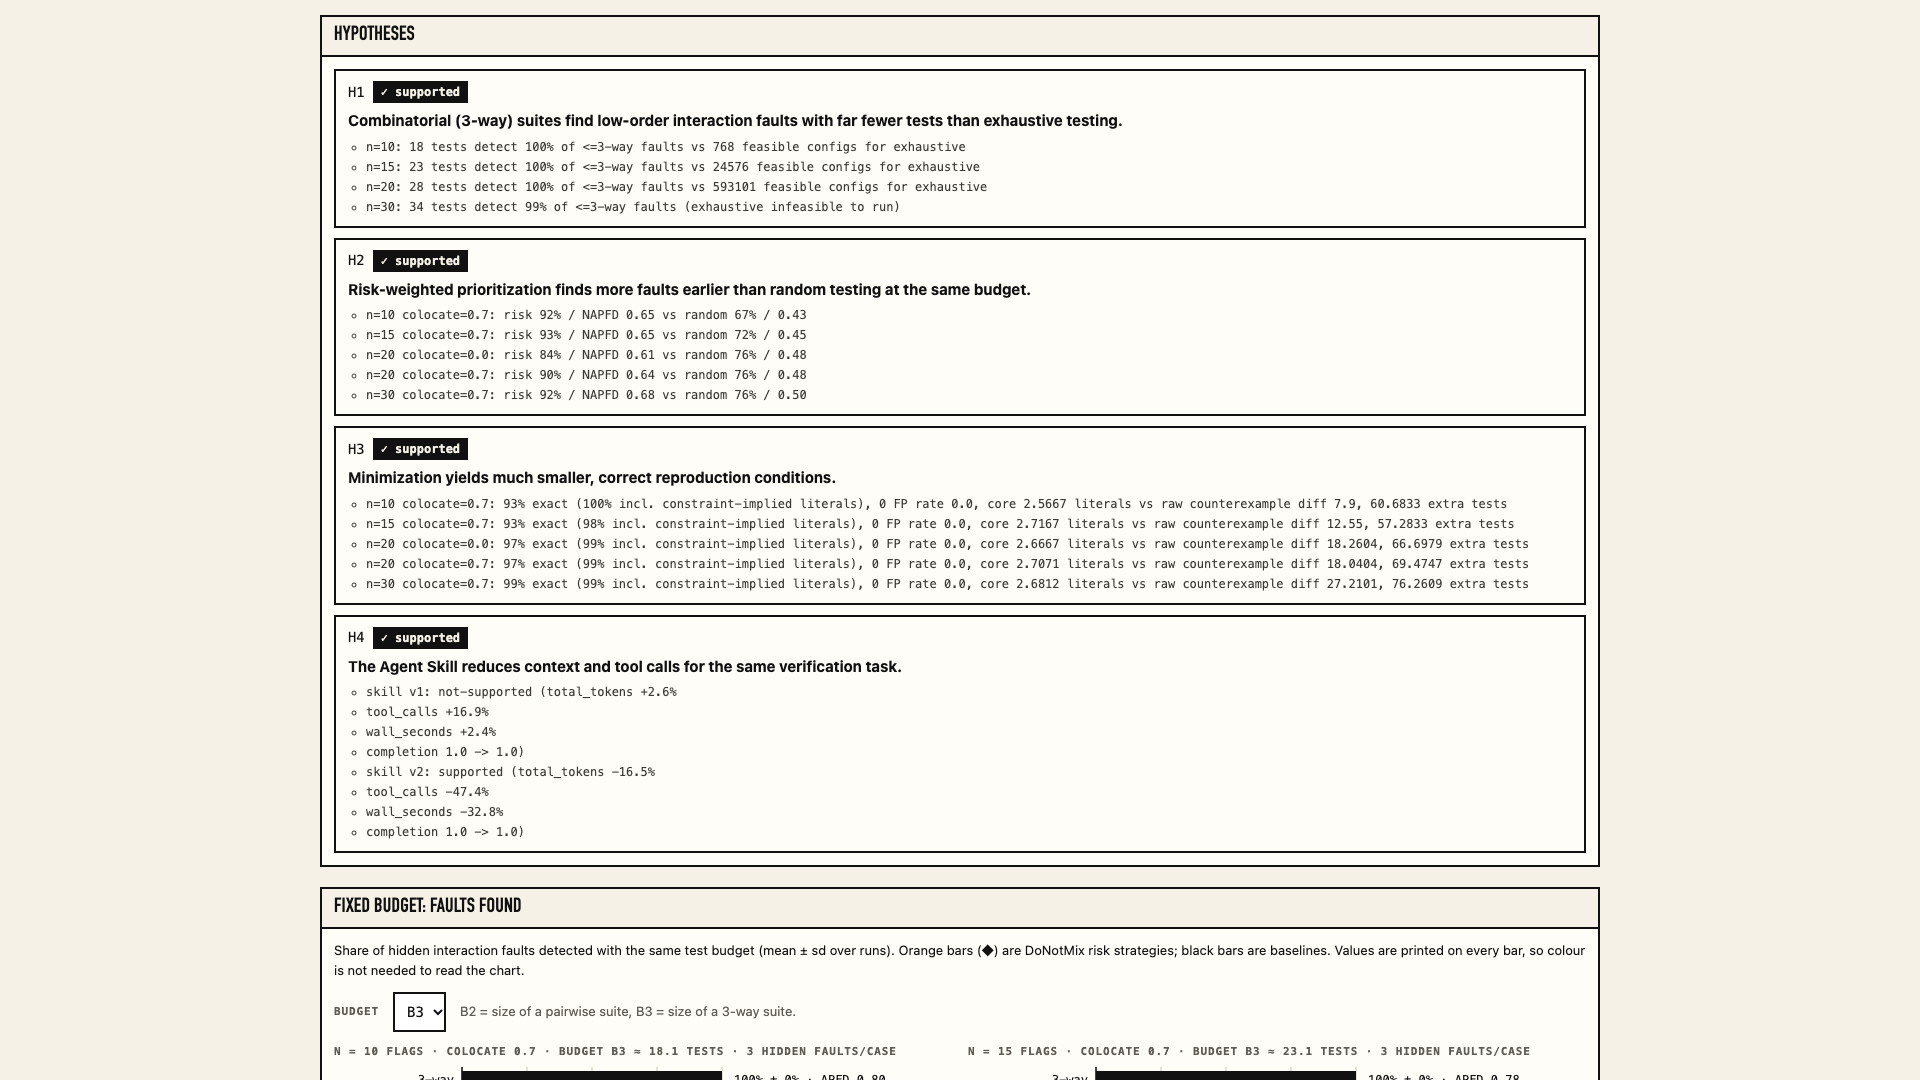 HYPOTHESES
H1 ✓ supported
Combinatorial (3-way) suites find low-order interaction faults with far fewer tests than exhaustive testing.
n=10: 18 tests detect 100% of <=3-way faults vs 768 feasible configs for exhaustive
n=15: 23 tests detect 100% of <=3-way faults vs 24576 feasible configs for exhaustive
n=20: 28 tests detect 100% of <=3-way faults vs 593101 feasible configs for exhaustive
n=30: 34 tests detect 99% of <=3-way faults (exhaustive infeasible to run)
H2 ✓ supported
Risk-weighted prioritization finds more faults earlier than random testing at the same budget.
n=10 colocate=0.7: risk 92% / NAPFD 0.65 vs random 67% / 0.43
n=15 colocate=0.7: risk 93% / NAPFD 0.65 vs random 72% / 0.45
n=20 colocate=0.0: risk 84% / NAPFD 0.61 vs random 76% / 0.48
n=20 colocate=0.7: risk 90% / NAPFD 0.64 vs random 76% / 0.48
n=30 colocate=0.7: risk 92% / NAPFD 0.68 vs random 76% / 0.50
H3 ✓ supported
Minimization yields much smaller, correct reproduction conditions.
n=10 colocate=0.7: 93% exact (100% incl. constraint-implied literals), 0 FP rate 0.0, core 2.5667 literals vs raw counterexample diff 7.9, 60.6833 extra tests
n=15 colocate=0.7: 93% exact (98% incl. constraint-implied literals), 0 FP rate 0.0, core 2.7167 literals vs raw counterexample diff 12.55, 57.2833 extra tests
n=20 colocate=0.0: 97% exact (99% incl. constraint-implied literals), 0 FP rate 0.0, core 2.6667 literals vs raw counterexample diff 18.2604, 66.6979 extra tests
n=20 colocate=0.7: 97% exact (99% incl. constraint-implied literals), 0 FP rate 0.0, core 2.7071 literals vs raw counterexample diff 18.0404, 69.4747 extra tests
n=30 colocate=0.7: 99% exact (99% incl. constraint-implied literals), 0 FP rate 0.0, core 2.6812 literals vs raw counterexample diff 27.2101, 76.2609 extra tests
H4 ✓ supported
The Agent Skill reduces context and tool calls for the same verification task.
skill v1: not-supported (total_tokens +2.6%
tool_calls +16.9%
wall_seconds +2.4%
completion 1.0 -> 1.0)
skill v2: supported (total_tokens -16.5%
tool_calls -47.4%
wall_seconds -32.8%
completion 1.0 -> 1.0)
FIXED BUDGET: FAULTS FOUND
Share of hidden interaction faults detected with the same test budget (mean ± sd over runs). Orange bars (◆) are DoNotMix risk strategies; black bars are baselines. Values are printed on every bar, so colour
is not needed to read the chart.
BUDGET B3 B2 = size of a pairwise suite, B3 = size of a 3-way suite.
N = 10 FLAGS · COLOCATE 0.7 · BUDGET B3 ≈ 18.1 TESTS · 3 HIDDEN FAULTS/CASE
N = 15 FLAGS · COLOCATE 0.7 · BUDGET B3 ≈ 23.1 TESTS · 3 HIDDEN FAULTS/CASE
3-way 100% ± 0% · APFD 0.80
3-way 100% ± 0% · APFD 0.78